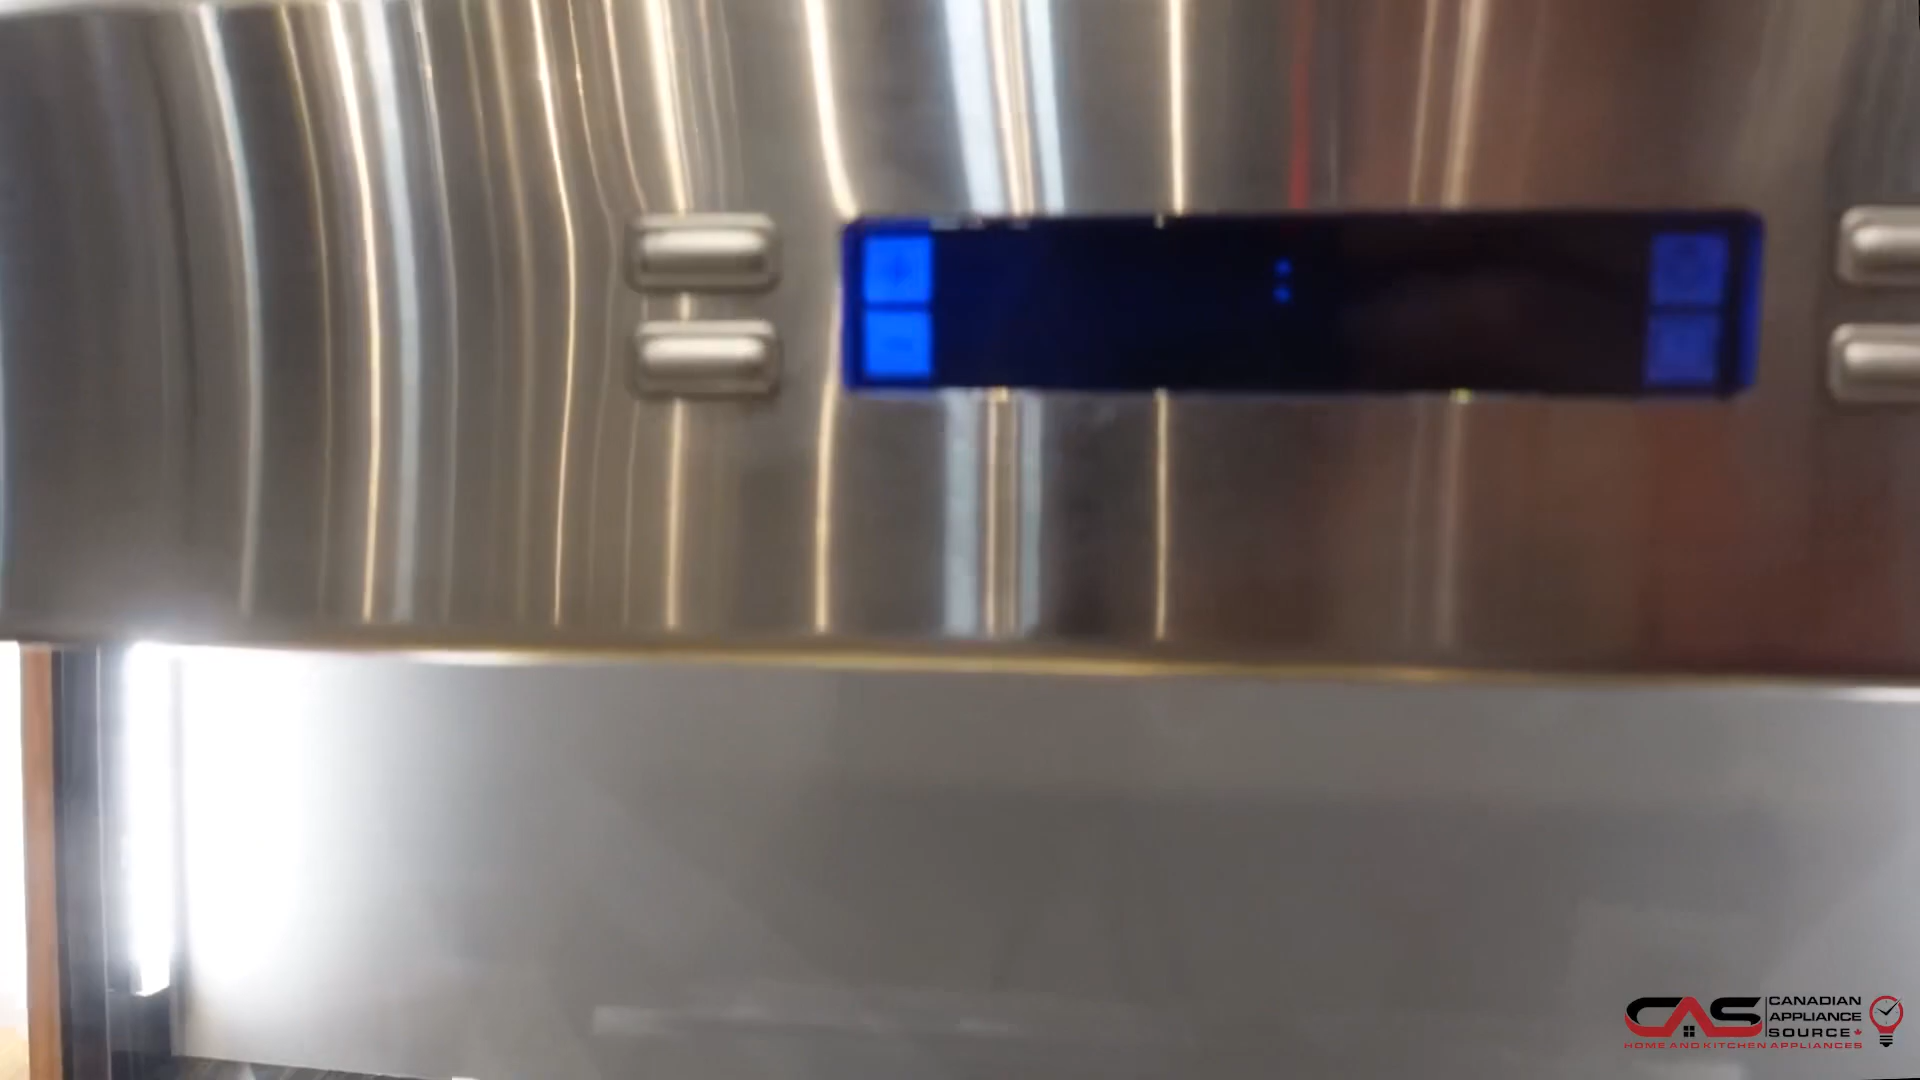 +
-
:
CAS
CANADIAN
APPLIANCE
SOURCE
HOME AND KITCHEN APPLIANCES